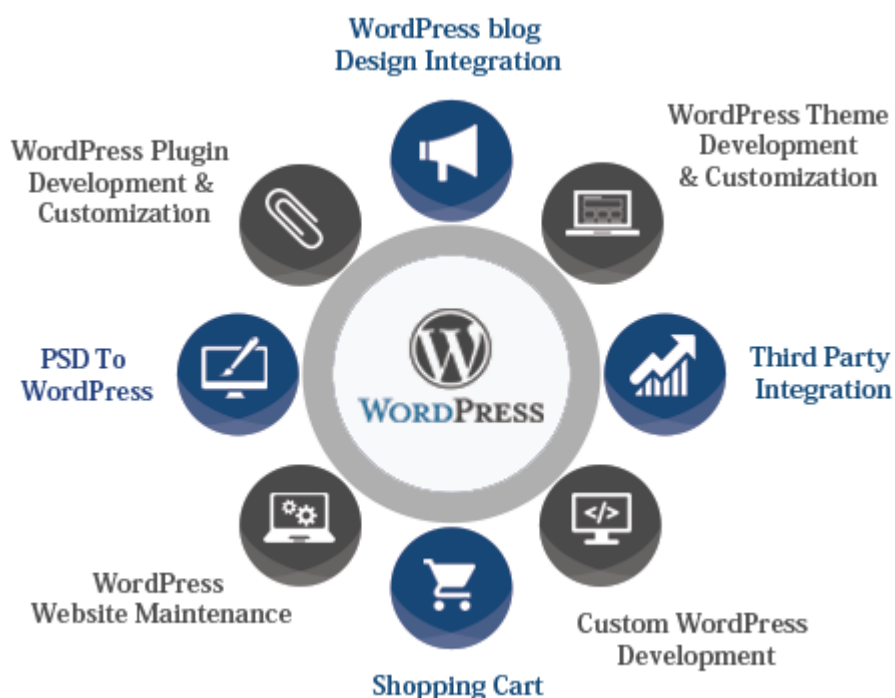 WordPress blog
Design Integration
WordPress Theme
Development
& Customization
Third Party
Integration
Custom WordPress
Development
Shopping Cart
WordPress
Website Maintenance
PSD To
WordPress
WordPress Plugin
Development &
Customization
W
WORDPRESS
</>